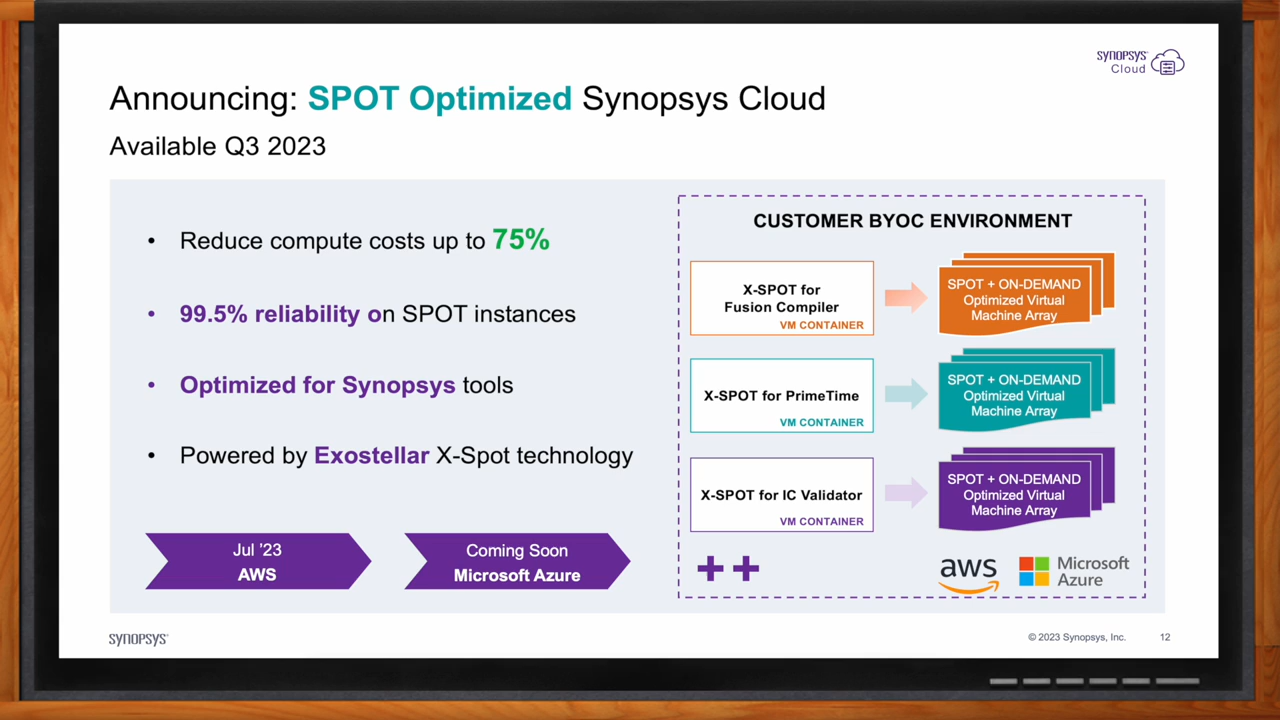 SYNOPSYS®
Cloud
Announcing: SPOT Optimized Synopsys Cloud
Available Q3 2023
• Reduce compute costs up to 75%
• 99.5% reliability on SPOT instances
• Optimized for Synopsys tools
• Powered by Exostellar X-Spot technology
Jul ’23
AWS
Coming Soon
Microsoft Azure
CUSTOMER BYOC ENVIRONMENT
X-SPOT for
Fusion Compiler
VM CONTAINER
SPOT + ON-DEMAND
Optimized Virtual
Machine Array
X-SPOT for PrimeTime
VM CONTAINER
SPOT + ON-DEMAND
Optimized Virtual
Machine Array
X-SPOT for IC Validator
VM CONTAINER
SPOT + ON-DEMAND
Optimized Virtual
Machine Array
++
aws
Microsoft
Azure
SYNOPSYS®
© 2023 Synopsys, Inc.
12